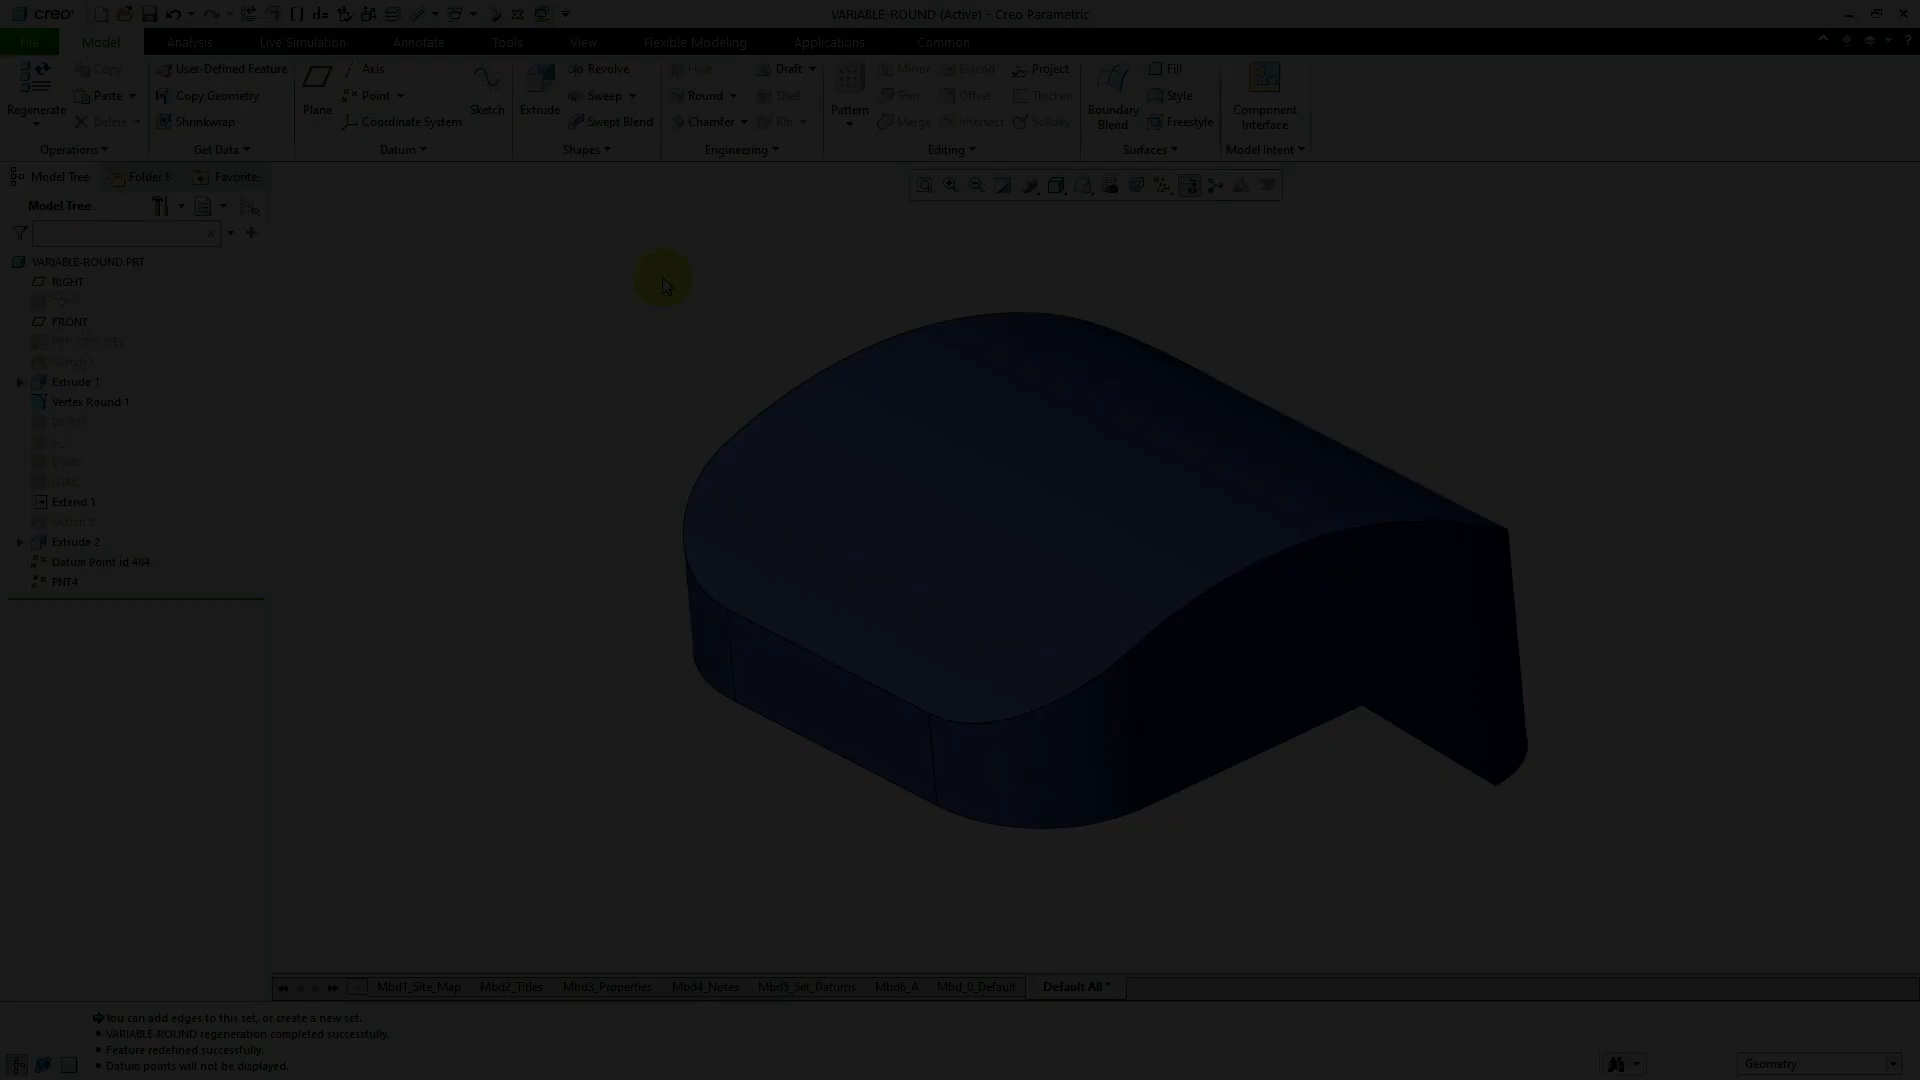 creo
VARIABLE-ROUND (Active) - Creo Parametric
File Model Analysis Live Simulation Annotate Tools View Flexible Modeling Applications Common
Regenerate
Copy
Paste
Delete
Operations
User-Defined Feature
Copy Geometry
Shrinkwrap
Get Data
Plane
Axis
Point
Coordinate System
Sketch
Datum
Extrude
Revolve
Sweep
Swept Blend
Shapes
Hole
Round
Chamfer
Draft
Shell
Rib
Engineering
Pattern
Mirror
Trim
Merge
Extend
Offset
Intersect
Project
Thicken
Solidify
Editing
Boundary
Blend
Fill
Style
Freestyle
Surfaces
Component
Interface
Model Intent
Model Tree Folder B Favorite
Model Tree
VARIABLE-ROUND.PRT
RIGHT
TOP
FRONT
Sketch 1
Extrude 1
Vertex Round 1
DEPTH
Extend 1
Extrude 2
Datum Point id 484
PNT4
Mbd1_Site_Map Mbd2_Titles Mbd3_Properties Mbd4_Notes Mbd5_Set_Datums Mbd6_A Mbd_0_Default Default All *
You can add edges to this set, or create a new set.
• VARIABLE-ROUND regeneration completed successfully.
• Feature redefined successfully.
• Datum points will not be displayed.
Geometry